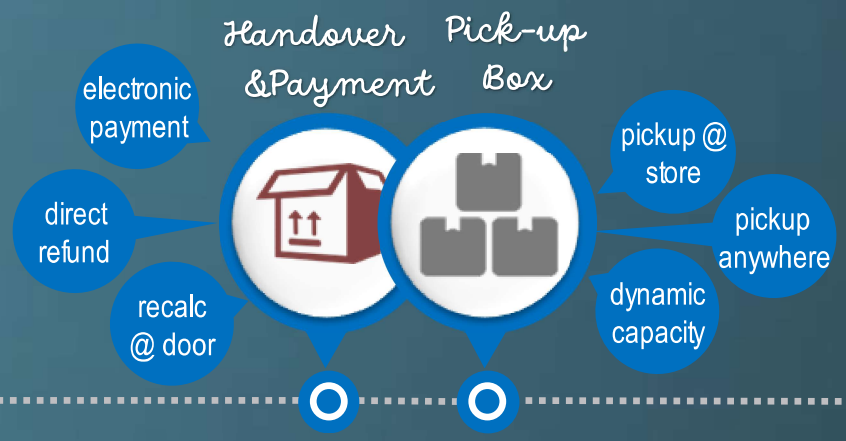 Handover
&Payment
Pick-up
Box
electronic
payment
direct
refund
recalc
@ door
pickup @
store
pickup
anywhere
dynamic
capacity